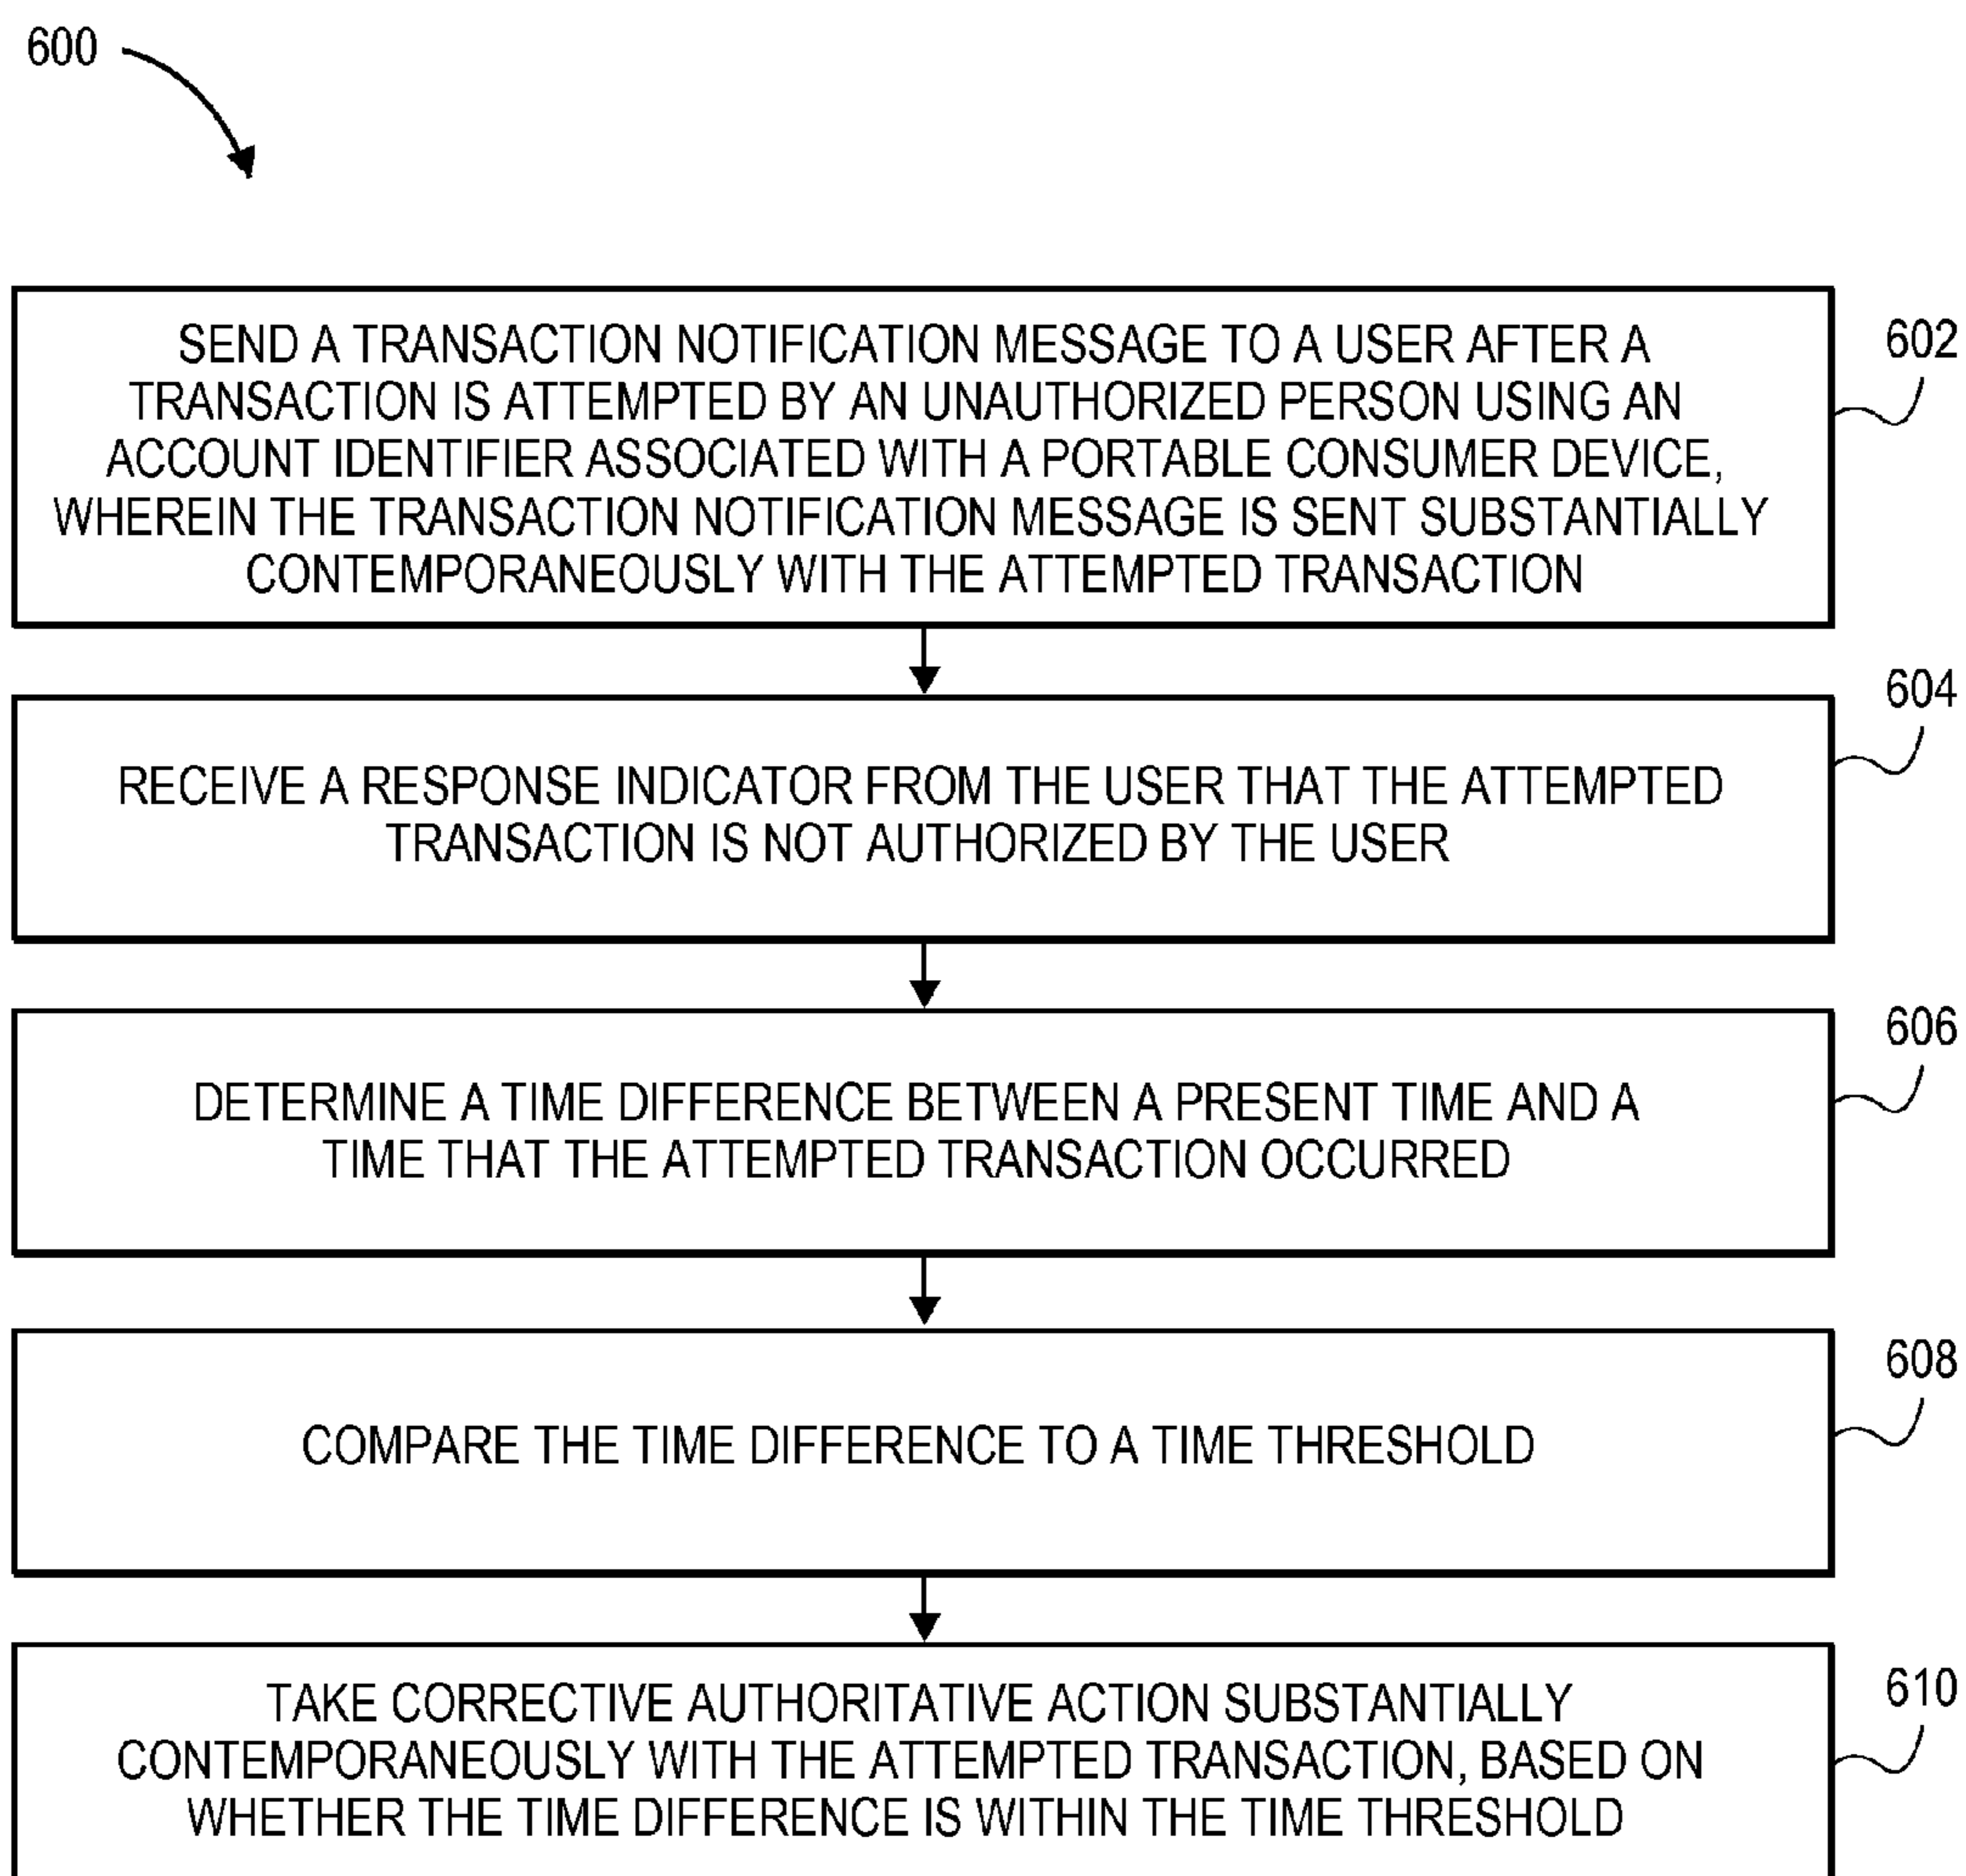 600
SEND A TRANSACTION NOTIFICATION MESSAGE TO A USER AFTER A
TRANSACTION IS ATTEMPTED BY AN UNAUTHORIZED PERSON USING AN
ACCOUNT IDENTIFIER ASSOCIATED WITH A PORTABLE CONSUMER DEVICE,
WHEREIN THE TRANSACTION NOTIFICATION MESSAGE IS SENT SUBSTANTIALLY
CONTEMPORANEOUSLY WITH THE ATTEMPTED TRANSACTION
602
RECEIVE A RESPONSE INDICATOR FROM THE USER THAT THE ATTEMPTED
TRANSACTION IS NOT AUTHORIZED BY THE USER
604
DETERMINE A TIME DIFFERENCE BETWEEN A PRESENT TIME AND A
TIME THAT THE ATTEMPTED TRANSACTION OCCURRED
606
COMPARE THE TIME DIFFERENCE TO A TIME THRESHOLD
608
TAKE CORRECTIVE AUTHORITATIVE ACTION SUBSTANTIALLY
CONTEMPORANEOUSLY WITH THE ATTEMPTED TRANSACTION, BASED ON
WHETHER THE TIME DIFFERENCE IS WITHIN THE TIME THRESHOLD
610